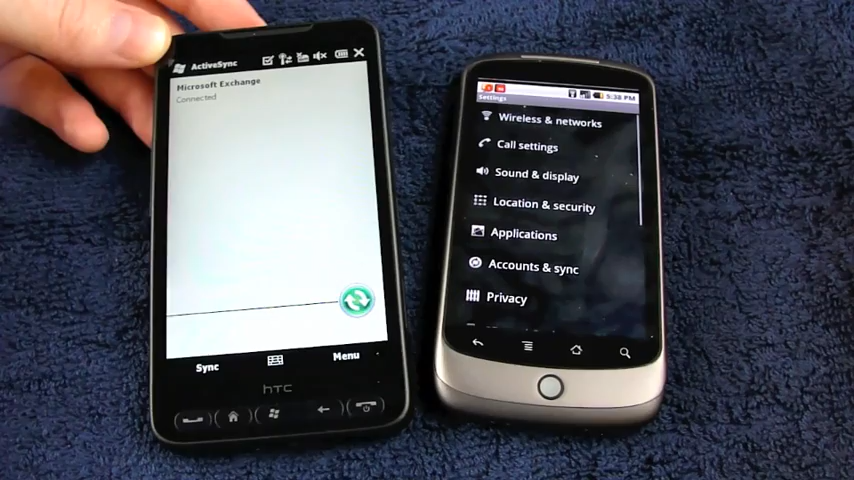 ActiveSync
Microsoft Exchange
Connected
Sync
Menu
hTC
5:38 PM
Settings
Wireless & networks
Call settings
Sound & display
Location & security
Applications
Accounts & sync
Privacy